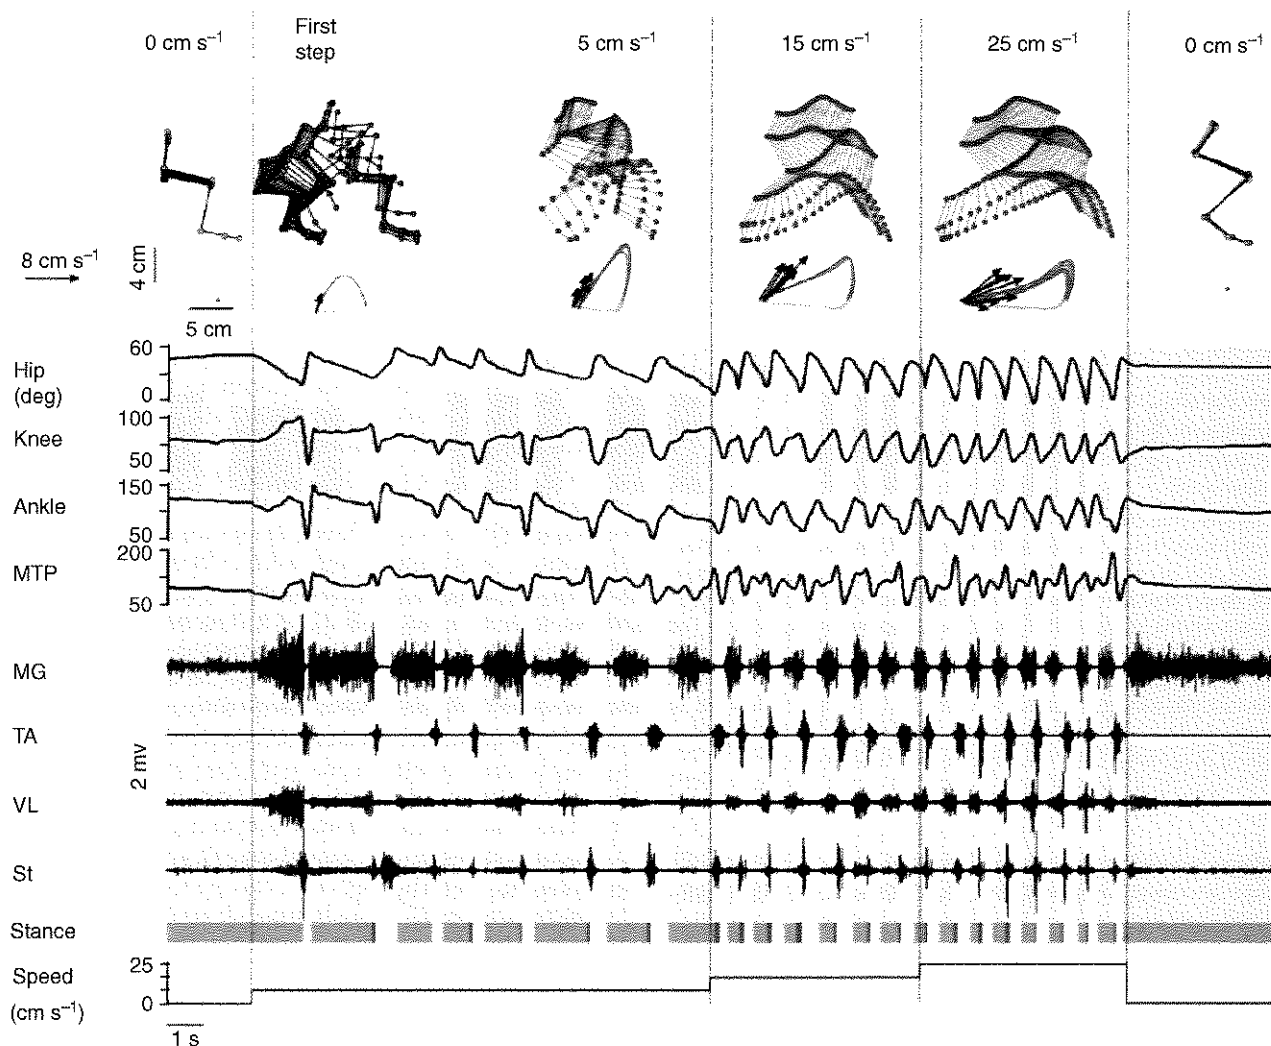 0 cm s⁻¹
First
step
5 cm s⁻¹
15 cm s⁻¹
25 cm s⁻¹
0 cm s⁻¹
8 cm s⁻¹
4 cm
5 cm
Hip
(deg)
60
0
Knee
100
50
Ankle
150
50
MTP
200
50
MG
TA
2 mv
VL
St
Stance
Speed
(cm s⁻¹)
25
0
1 s